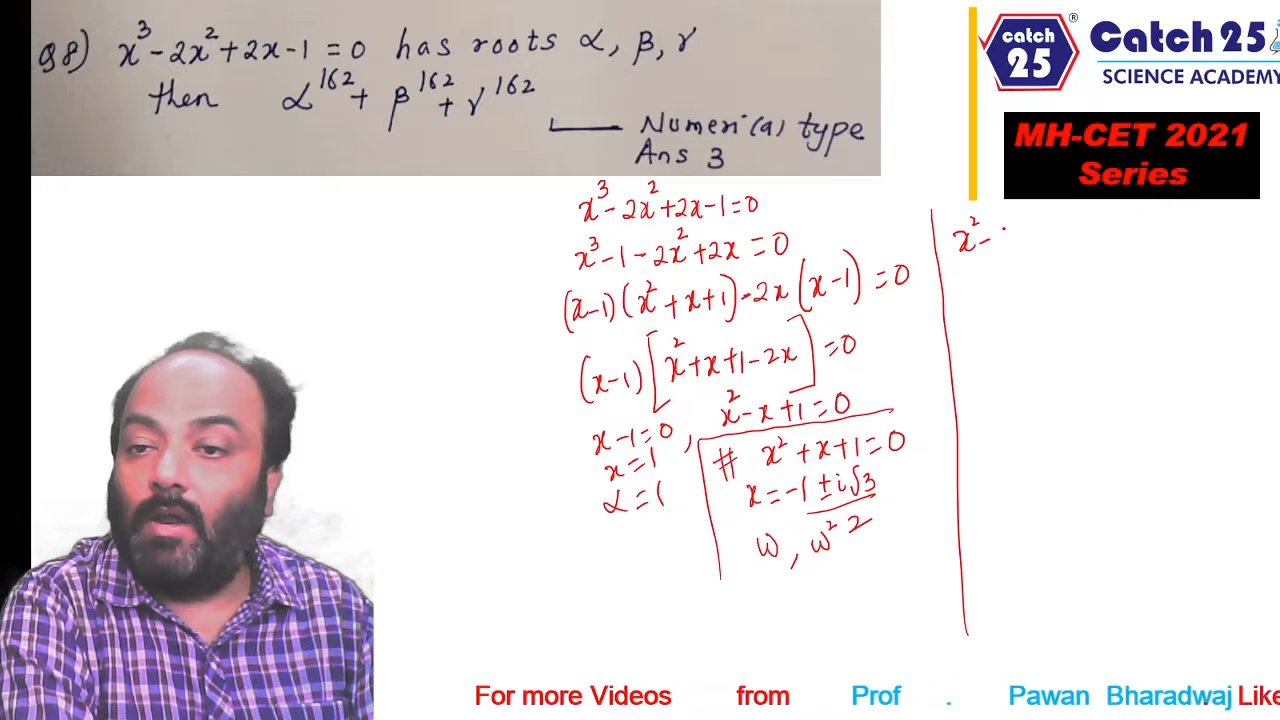 Q8) x³ - 2x² + 2x - 1 = 0 has roots α, β, γ
then α¹⁶² + β¹⁶² + γ¹⁶²
Numerical type
Ans 3
Catch 25 ®
Catch 25
SCIENCE ACADEMY
MH-CET 2021
Series
x³ - 2x² + 2x - 1 = 0
x³ - 1 - 2x² + 2x = 0
(x-1)(x² + x + 1) - 2x(x-1) = 0
(x-1)[x² + x + 1 - 2x] = 0
x - 1 = 0, x² - x + 1 = 0
x = 1
α = 1
# x² + x + 1 = 0
x = -1 ± i√3
2
ω, ω²
x² -
For more Videos from Prof . Pawan Bharadwaj Like